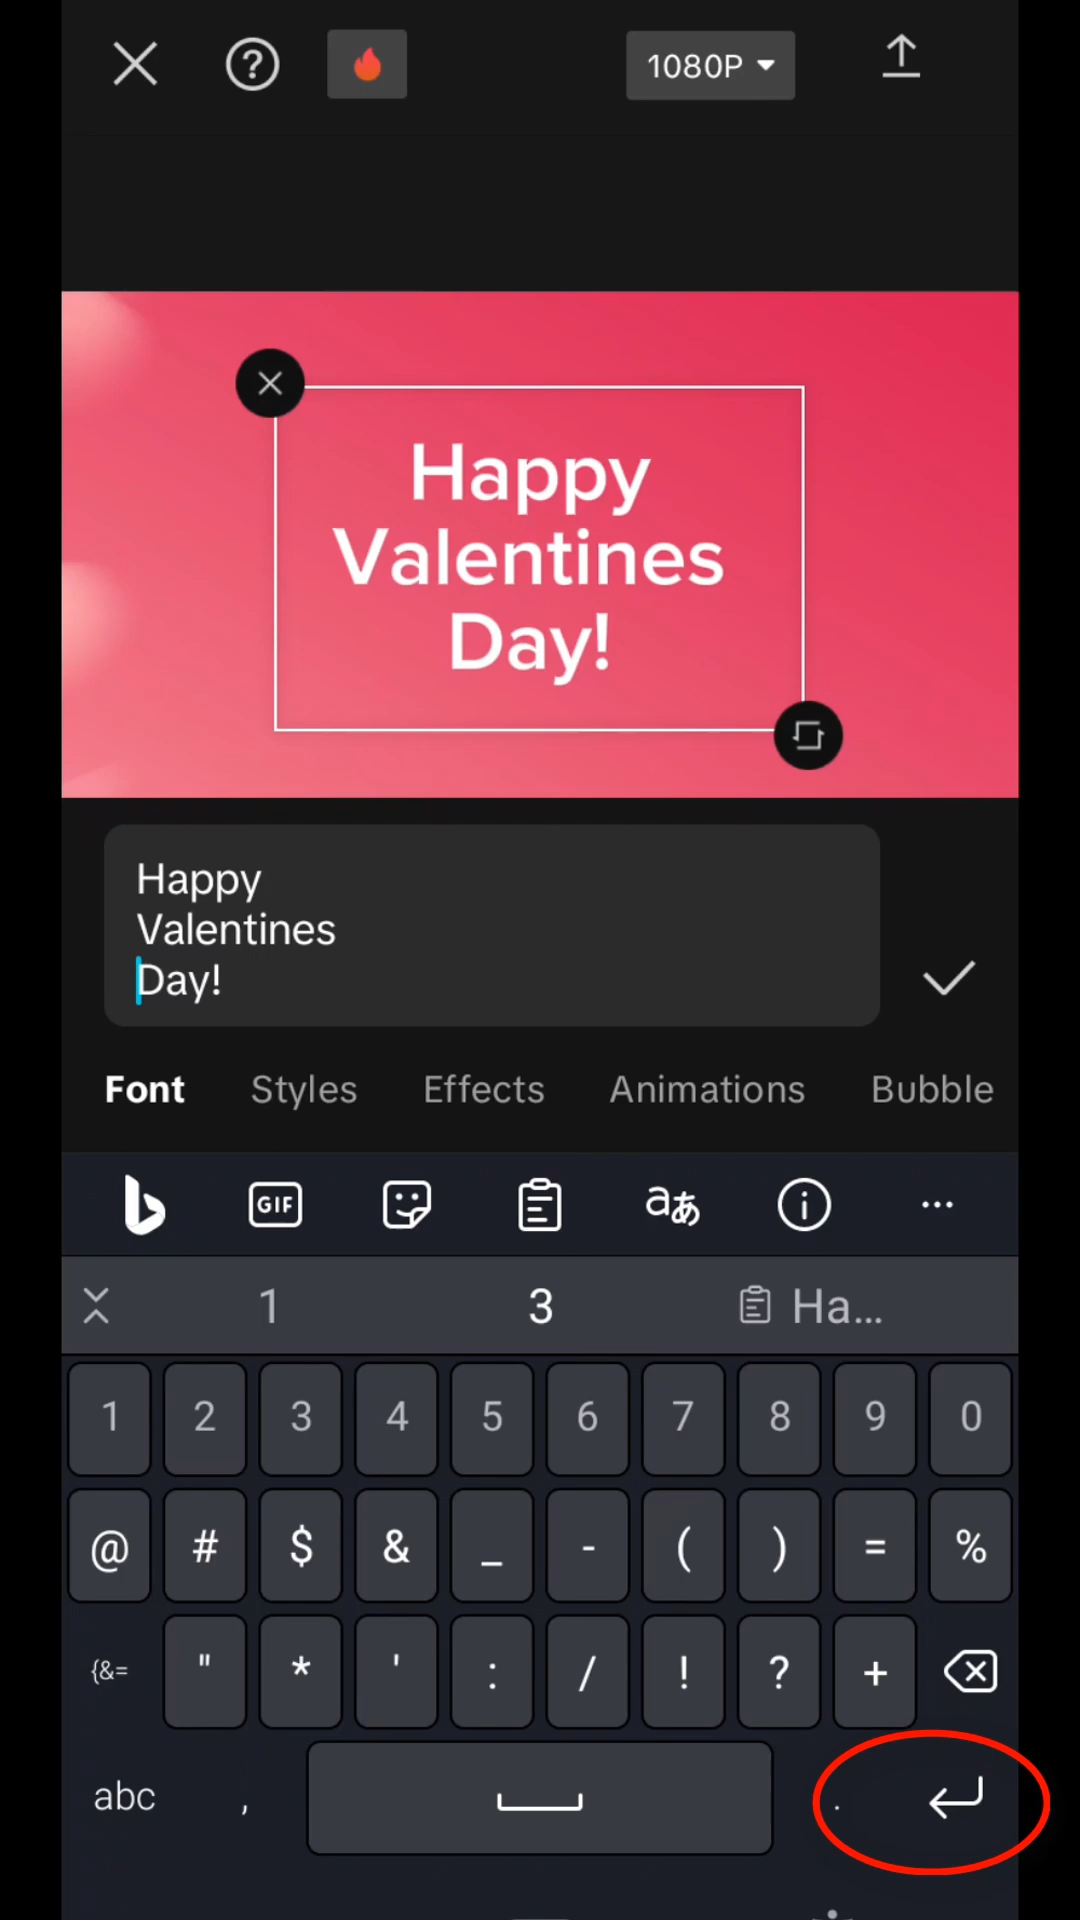 1080P
Happy
Valentines
Day!
Happy
Valentines
Day!
Font Styles Effects Animations Bubble
GIF aあ
1 3 Ha...
1 2 3 4 5 6 7 8 9 0
@ # $ & _ - ( ) = %
{&= " * ' : / ! ? +
abc , .